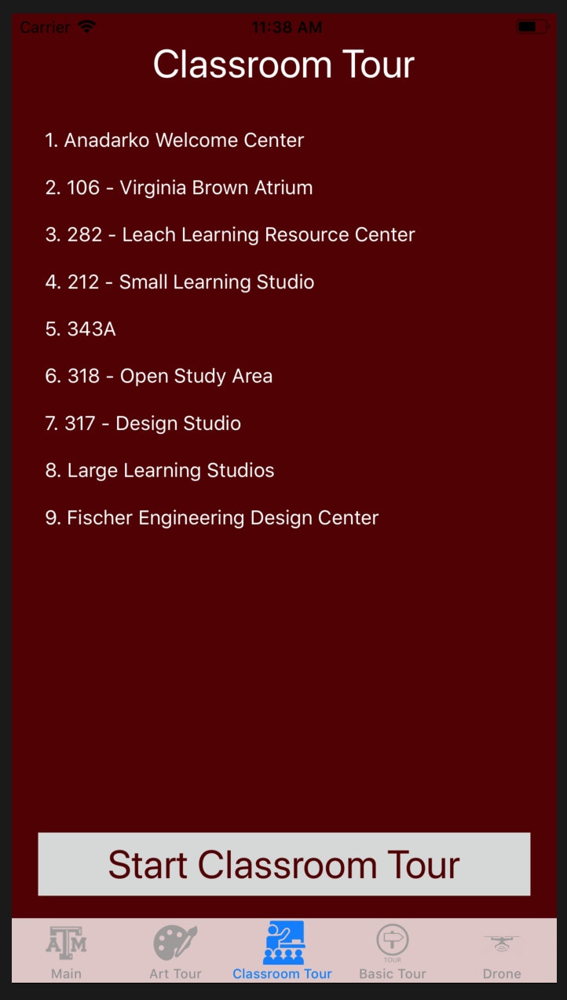 Carrier 11:38 AM
Classroom Tour
1. Anadarko Welcome Center
2. 106 - Virginia Brown Atrium
3. 282 - Leach Learning Resource Center
4. 212 - Small Learning Studio
5. 343A
6. 318 - Open Study Area
7. 317 - Design Studio
8. Large Learning Studios
9. Fischer Engineering Design Center
Start Classroom Tour
ATM
TOUR
Main Art Tour Classroom Tour Basic Tour Drone